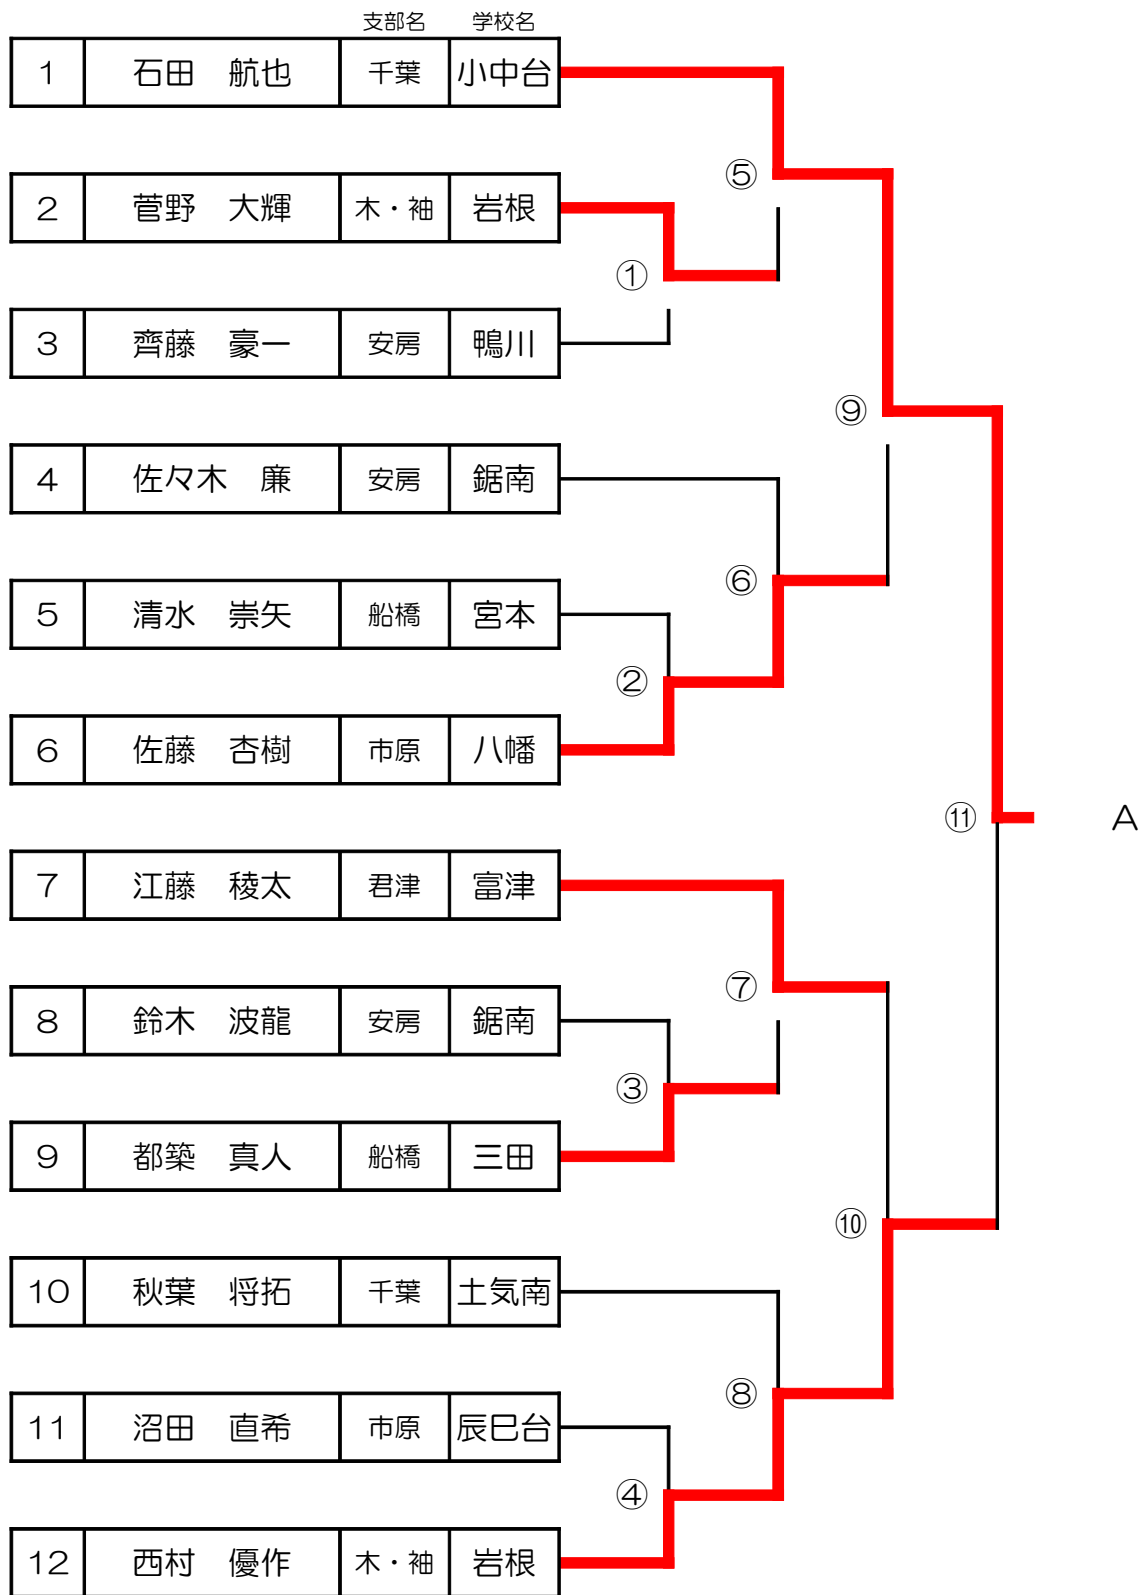 支部名 学校名
1 石田 航也 千葉 小中台
⑤
2 菅野 大輝 木・袖 岩根
①
3 齊藤 豪一 安房 鴨川
⑨
4 佐々木 廉 安房 鋸南
⑥
5 清水 崇矢 船橋 宮本
②
6 佐藤 杏樹 市原 八幡
⑪ A
7 江藤 稜太 君津 富津
⑦
8 鈴木 波龍 安房 鋸南
③
9 都築 真人 船橋 三田
⑩
10 秋葉 将拓 千葉 土気南
⑧
11 沼田 直希 市原 辰巳台
④
12 西村 優作 木・袖 岩根